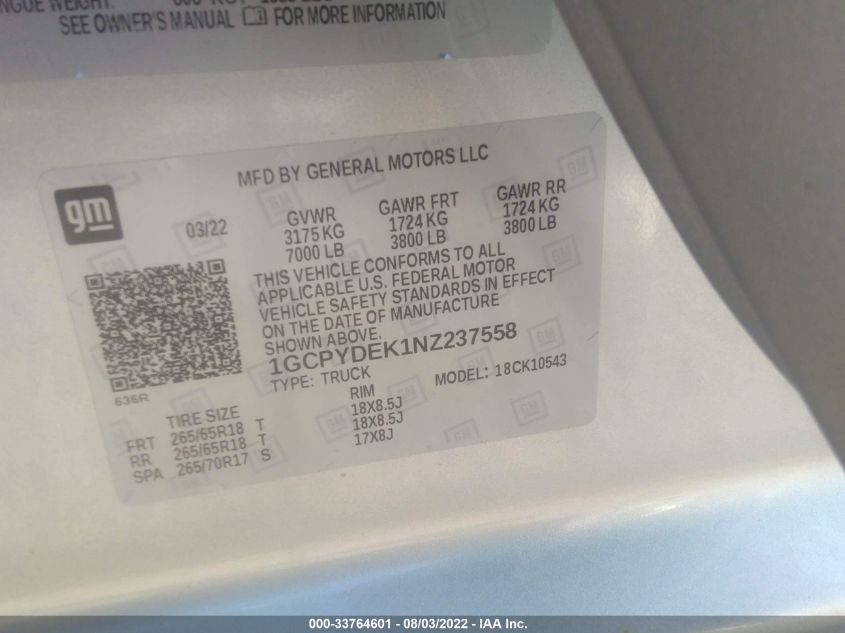 SEE OWNER'S MANUAL FOR MORE INFORMATION
gm
MFD BY GENERAL MOTORS LLC
03/22
GVWR
3175 KG
7000 LB
GAWR FRT
1724 KG
3800 LB
GAWR RR
1724 KG
3800 LB
THIS VEHICLE CONFORMS TO ALL
APPLICABLE U.S. FEDERAL MOTOR
VEHICLE SAFETY STANDARDS IN EFFECT
ON THE DATE OF MANUFACTURE
SHOWN ABOVE.
1GCPYDEK1NZ237558
TYPE: TRUCK
MODEL: 18CK10543
636R
TIRE SIZE RIM
FRT 265/65R18 T 18X8.5J
RR 265/65R18 T 18X8.5J
SPA 265/70R17 S 17X8J
000-33764601 - 08/03/2022 - IAA Inc.